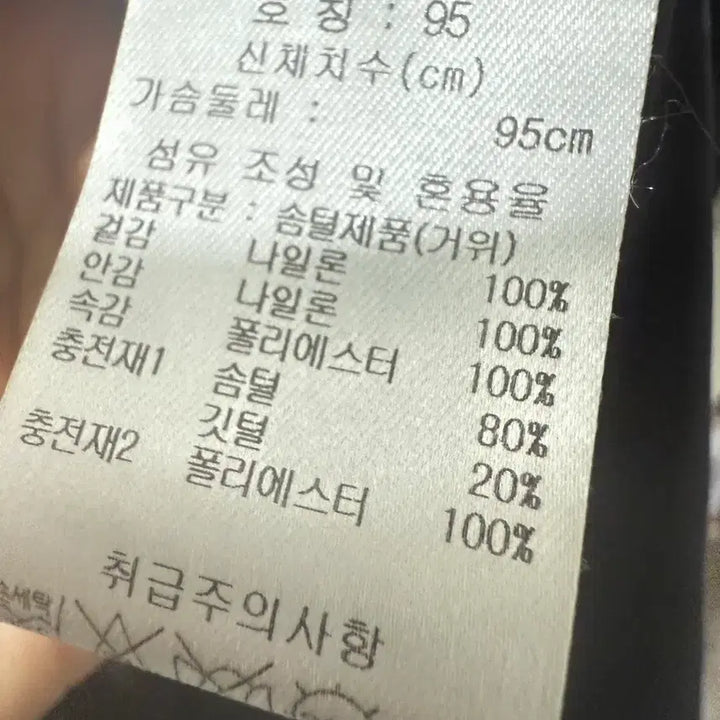 호 칭 : 95
신체치수(cm)
가슴둘레 : 95cm
섬유 조성 및 혼용율
제품구분 : 솜털제품(거위)
겉감 나일론 100%
안감 나일론 100%
속감 폴리에스터 100%
충전재1 솜털 80%
깃털 20%
충전재2 폴리에스터 100%
취급주의사항
손세탁